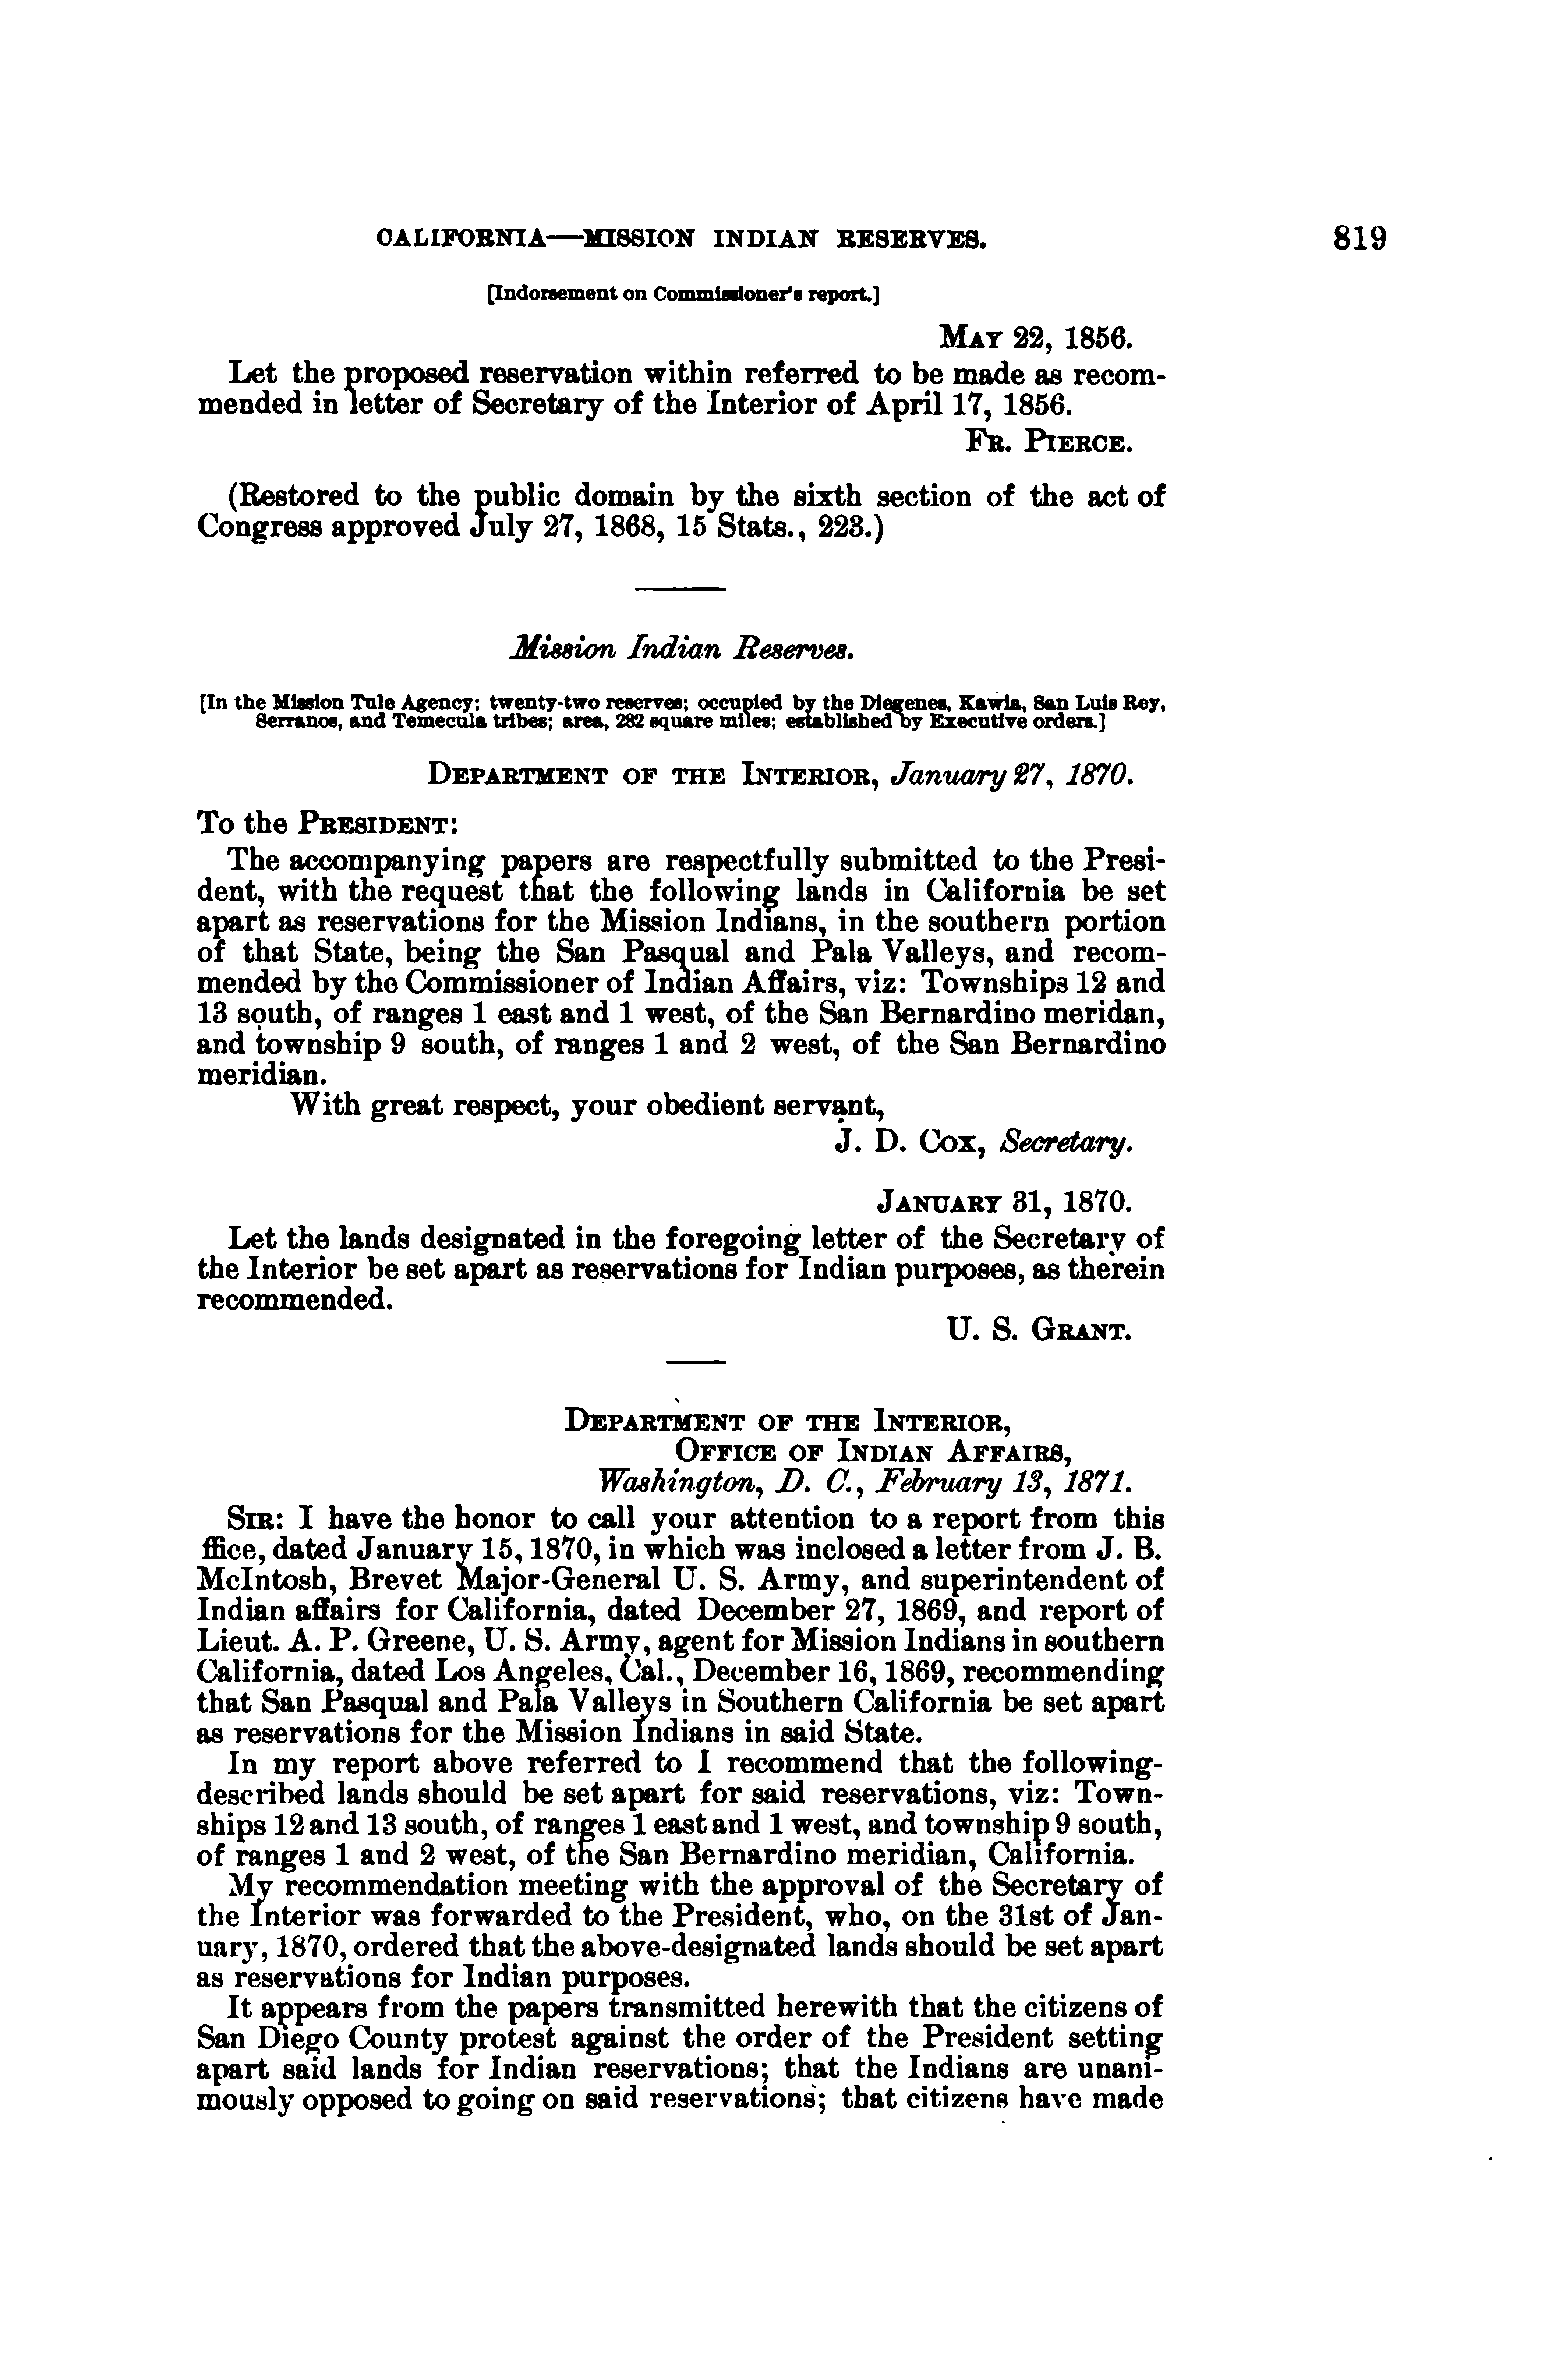 CALIFORNIA—MISSION INDIAN RESERVES. 819
[Indorsement on Commissioner's report.]
MAY 22, 1856.
Let the proposed reservation within referred to be made as recom-
mended in letter of Secretary of the Interior of April 17, 1856.
FR. PIERCE.
(Restored to the public domain by the sixth section of the act of
Congress approved July 27, 1868, 15 Stats., 223.)
Mission Indian Reserves.
[In the Mission Tule Agency; twenty-two reserves; occupied by the Diegenes, Kawia, San Luis Rey,
Serranos, and Temecula tribes; area, 282 square miles; established by Executive orders.]
DEPARTMENT OF THE INTERIOR, January 27, 1870.
To the PRESIDENT:
The accompanying papers are respectfully submitted to the Presi-
dent, with the request that the following lands in California be set
apart as reservations for the Mission Indians, in the southern portion
of that State, being the San Pasqual and Pala Valleys, and recom-
mended by the Commissioner of Indian Affairs, viz: Townships 12 and
13 south, of ranges 1 east and 1 west, of the San Bernardino meridan,
and township 9 south, of ranges 1 and 2 west, of the San Bernardino
meridian.
With great respect, your obedient servant,
J. D. COX, Secretary.
JANUARY 31, 1870.
Let the lands designated in the foregoing letter of the Secretary of
the Interior be set apart as reservations for Indian purposes, as therein
recommended.
U. S. GRANT.
DEPARTMENT OF THE INTERIOR,
OFFICE OF INDIAN AFFAIRS,
Washington, D. C., February 13, 1871.
SIR: I have the honor to call your attention to a report from this
ffice, dated January 15, 1870, in which was inclosed a letter from J. B.
McIntosh, Brevet Major-General U. S. Army, and superintendent of
Indian affairs for California, dated December 27, 1869, and report of
Lieut. A. P. Greene, U. S. Army, agent for Mission Indians in southern
California, dated Los Angeles, Cal., December 16, 1869, recommending
that San Pasqual and Pala Valleys in Southern California be set apart
as reservations for the Mission Indians in said State.
In my report above referred to I recommend that the following-
described lands should be set apart for said reservations, viz: Town-
ships 12 and 13 south, of ranges 1 east and 1 west, and township 9 south,
of ranges 1 and 2 west, of the San Bernardino meridian, California.
My recommendation meeting with the approval of the Secretary of
the Interior was forwarded to the President, who, on the 31st of Jan-
uary, 1870, ordered that the above-designated lands should be set apart
as reservations for Indian purposes.
It appears from the papers transmitted herewith that the citizens of
San Diego County protest against the order of the President setting
apart said lands for Indian reservations; that the Indians are unani-
mously opposed to going on said reservations; that citizens have made